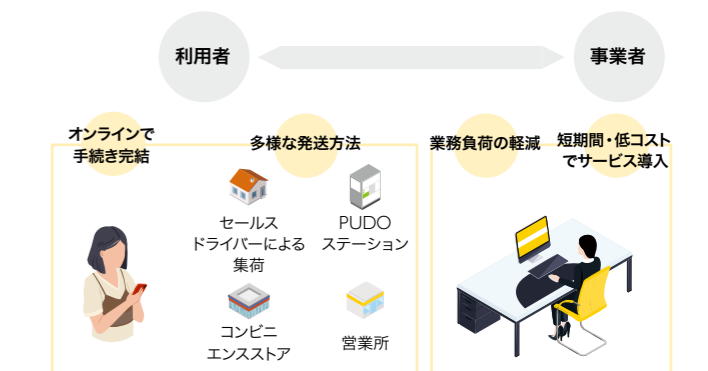 利用者
事業者
オンラインで
手続き完結
多様な発送方法
業務負荷の軽減
短期間・低コスト
でサービス導入
セールス
ドライバーによる
集荷
PUDO
ステーション
コンビニ
エンスストア
営業所